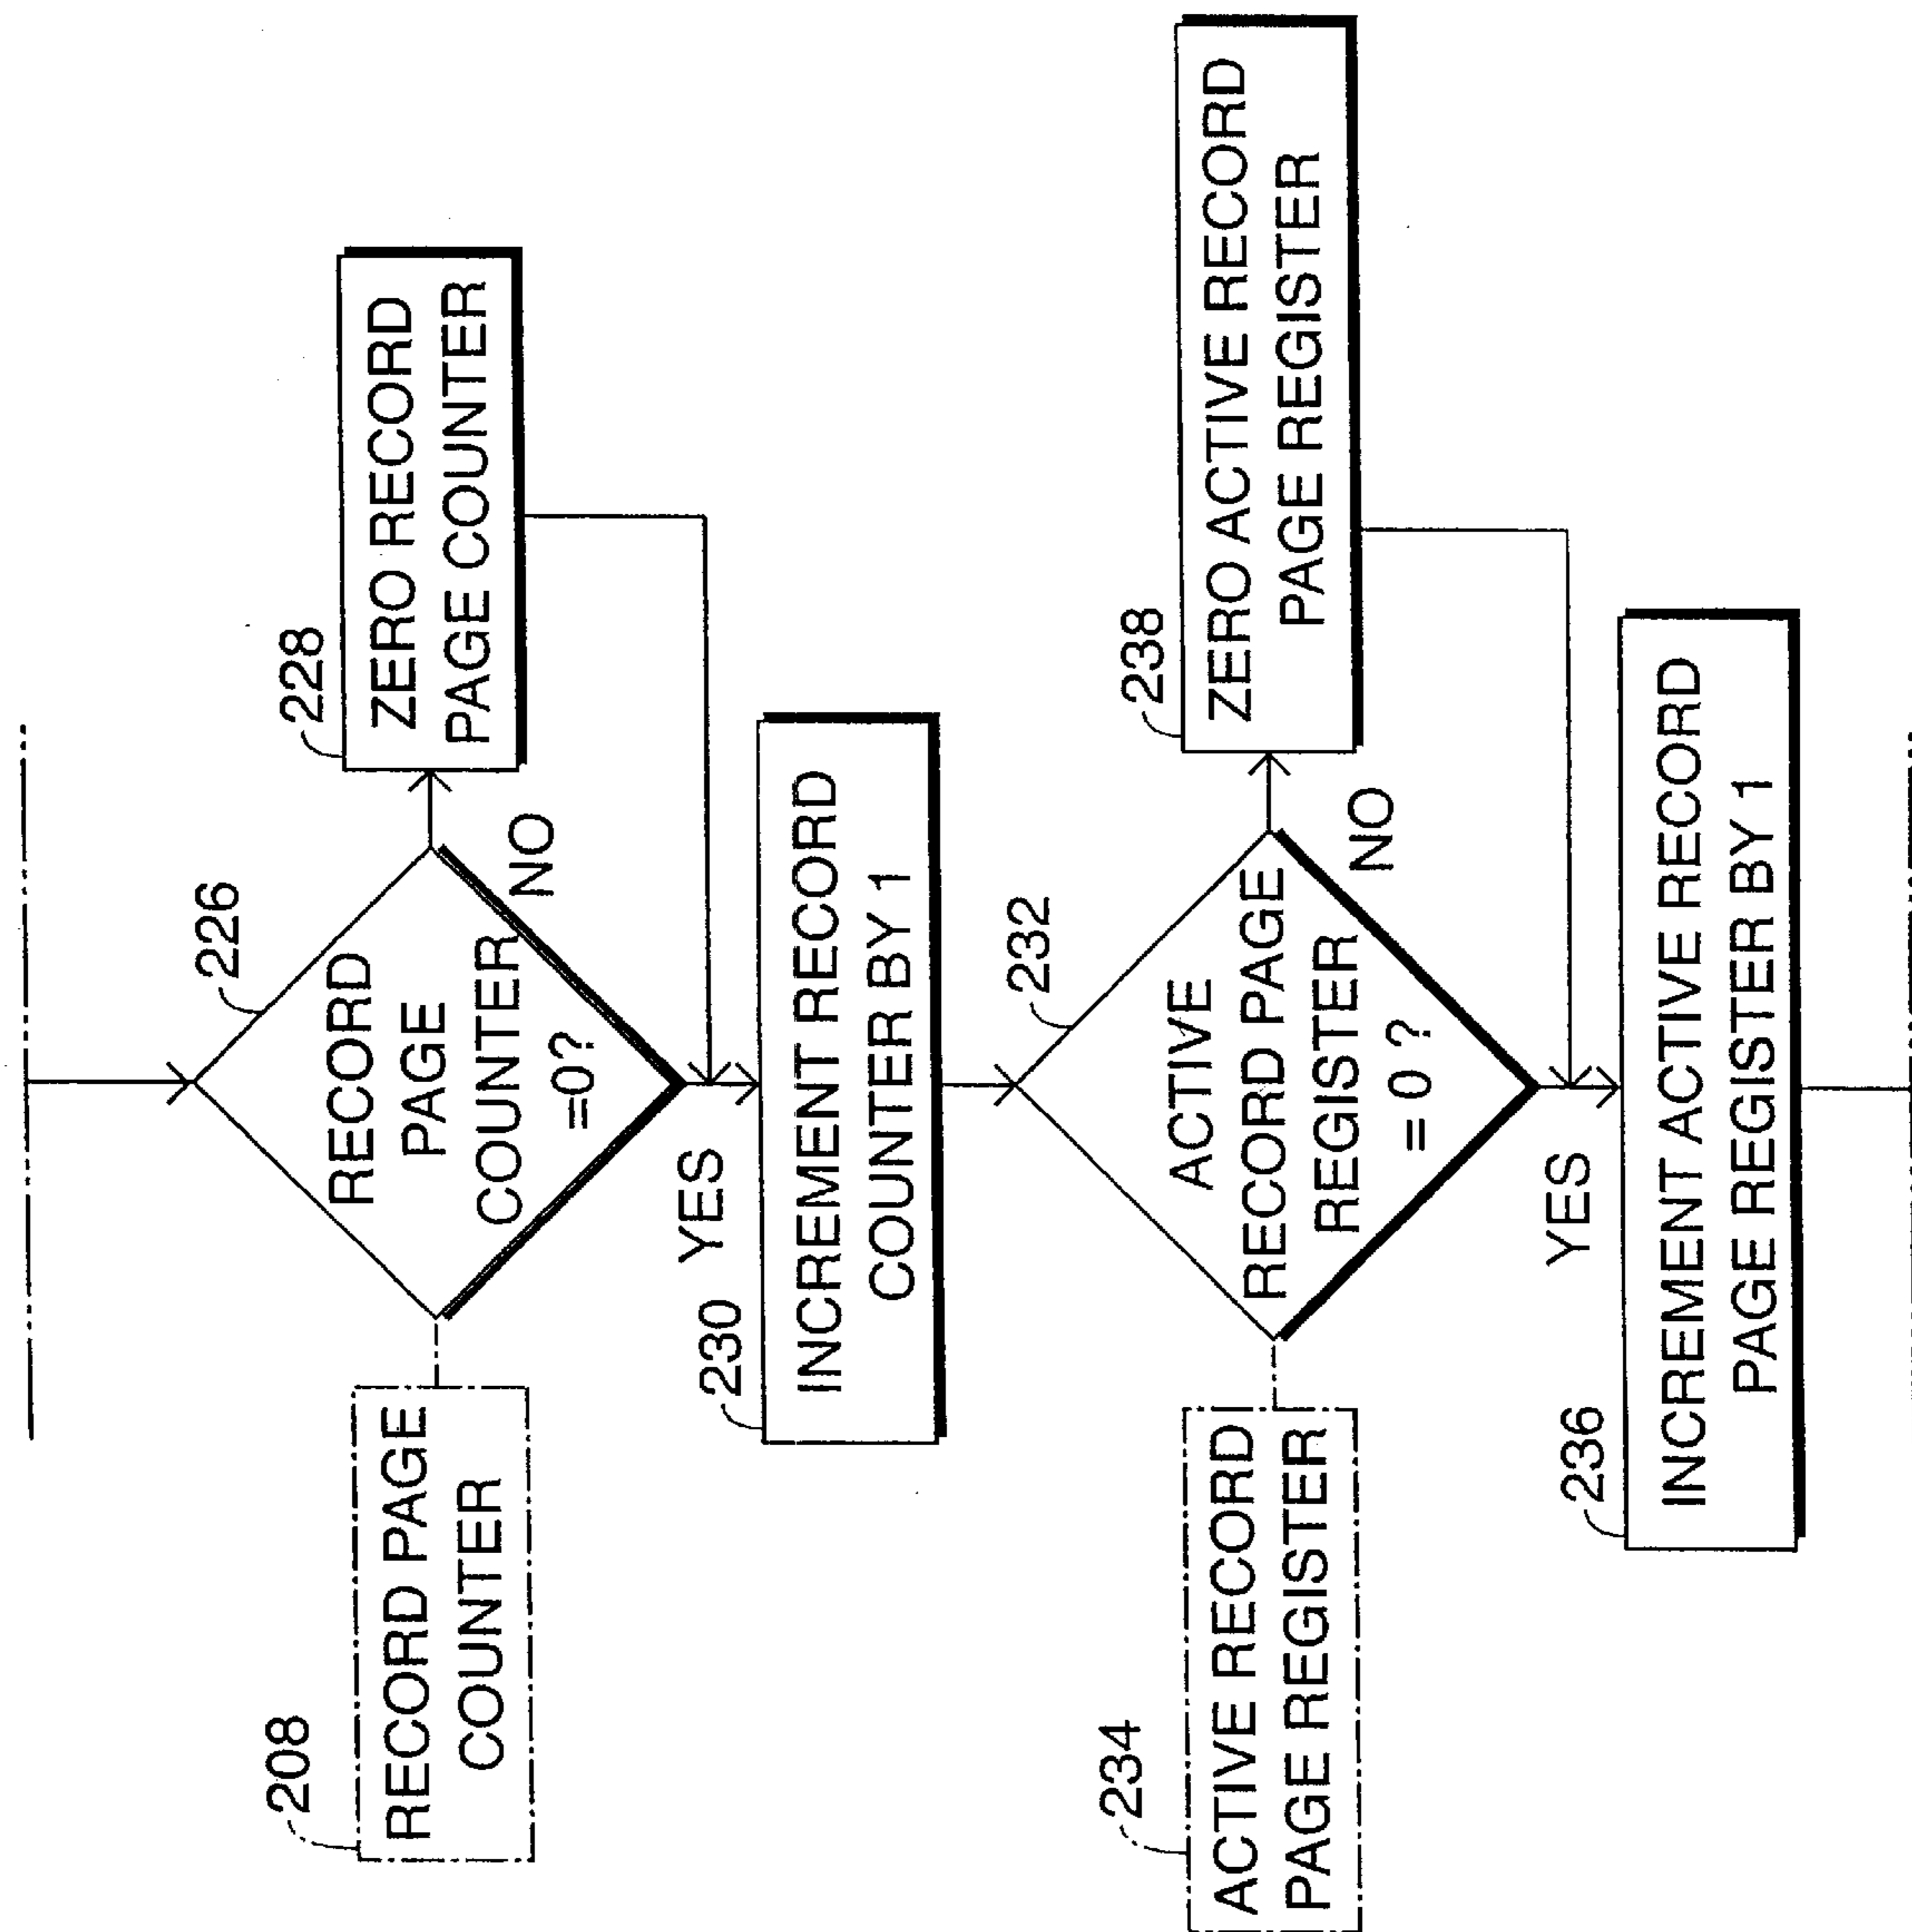 208
RECORD PAGE
COUNTER
226
RECORD
PAGE
COUNTER
=0?
NO
228
ZERO RECORD
PAGE COUNTER
YES
230
INCREMENT RECORD
COUNTER BY 1
234
ACTIVE RECORD
PAGE REGISTER
232
ACTIVE
RECORD PAGE
REGISTER
= 0 ?
NO
238
ZERO ACTIVE RECORD
PAGE REGISTER
YES
236
INCREMENT ACTIVE RECORD
PAGE REGISTER BY 1